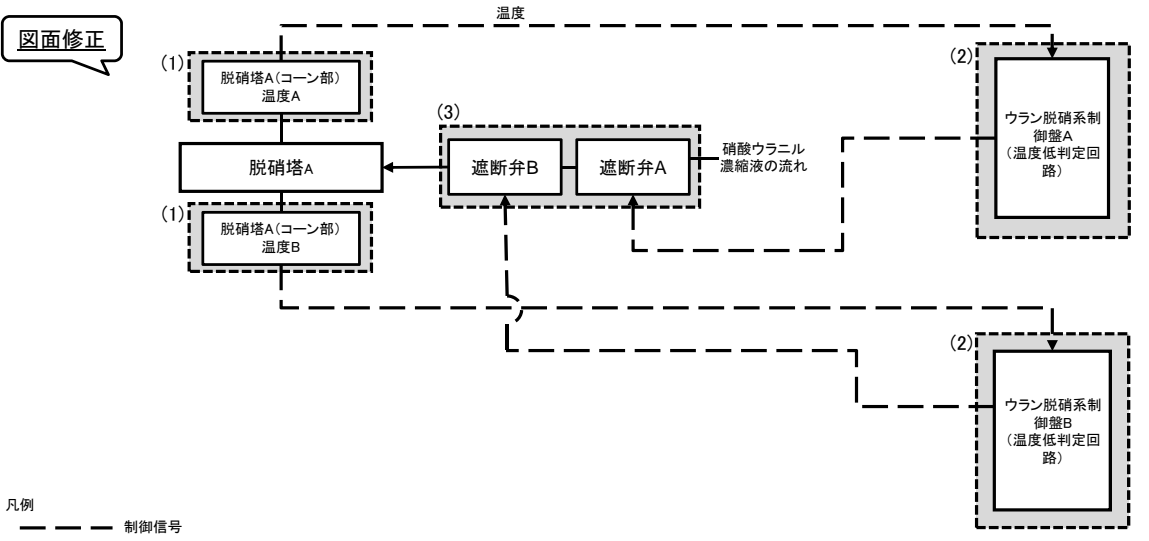 図面修正
温度
(1)
脱硝塔A(コーン部)
温度A
脱硝塔A
(1)
脱硝塔A(コーン部)
温度B
(3)
遮断弁B
遮断弁A
硝酸ウラニル
濃縮液の流れ
(2)
ウラン脱硝系制
御盤A
(温度低判定回
路)
(2)
ウラン脱硝系制
御盤B
(温度低判定回
路)
凡例
制御信号